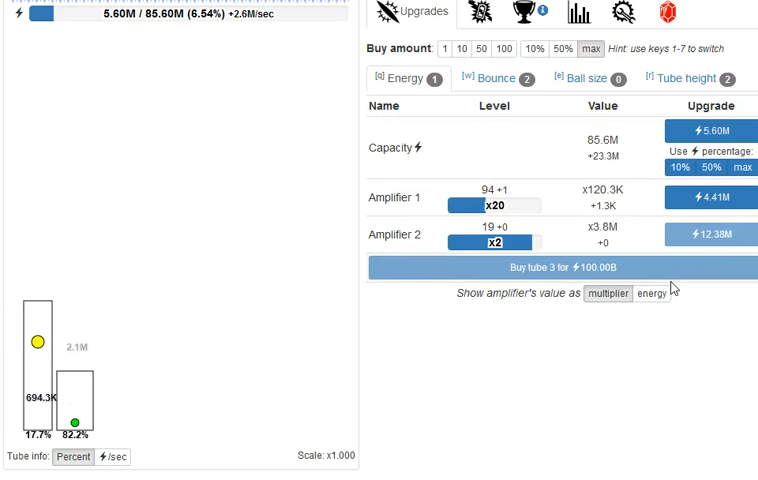 5.60M / 85.60M (6.54%) +2.6M/sec
Upgrades
Buy amount: 1 10 50 100 10% 50% max Hint: use keys 1-7 to switch
[q] Energy 1 [w] Bounce 2 [e] Ball size 0 [r] Tube height 2
Name Level Value Upgrade
Capacity 85.6M 5.60M
+23.3M Use percentage:
10% 50% max
Amplifier 1 94 +1 x120.3K 4.41M
x20 +1.3K
Amplifier 2 19 +0 x3.8M 12.38M
x2 +0
Buy tube 3 for 100.00B
Show amplifier's value as multiplier energy
2.1M
694.3K
17.7% 82.2%
Tube info: Percent /sec Scale: x1.000